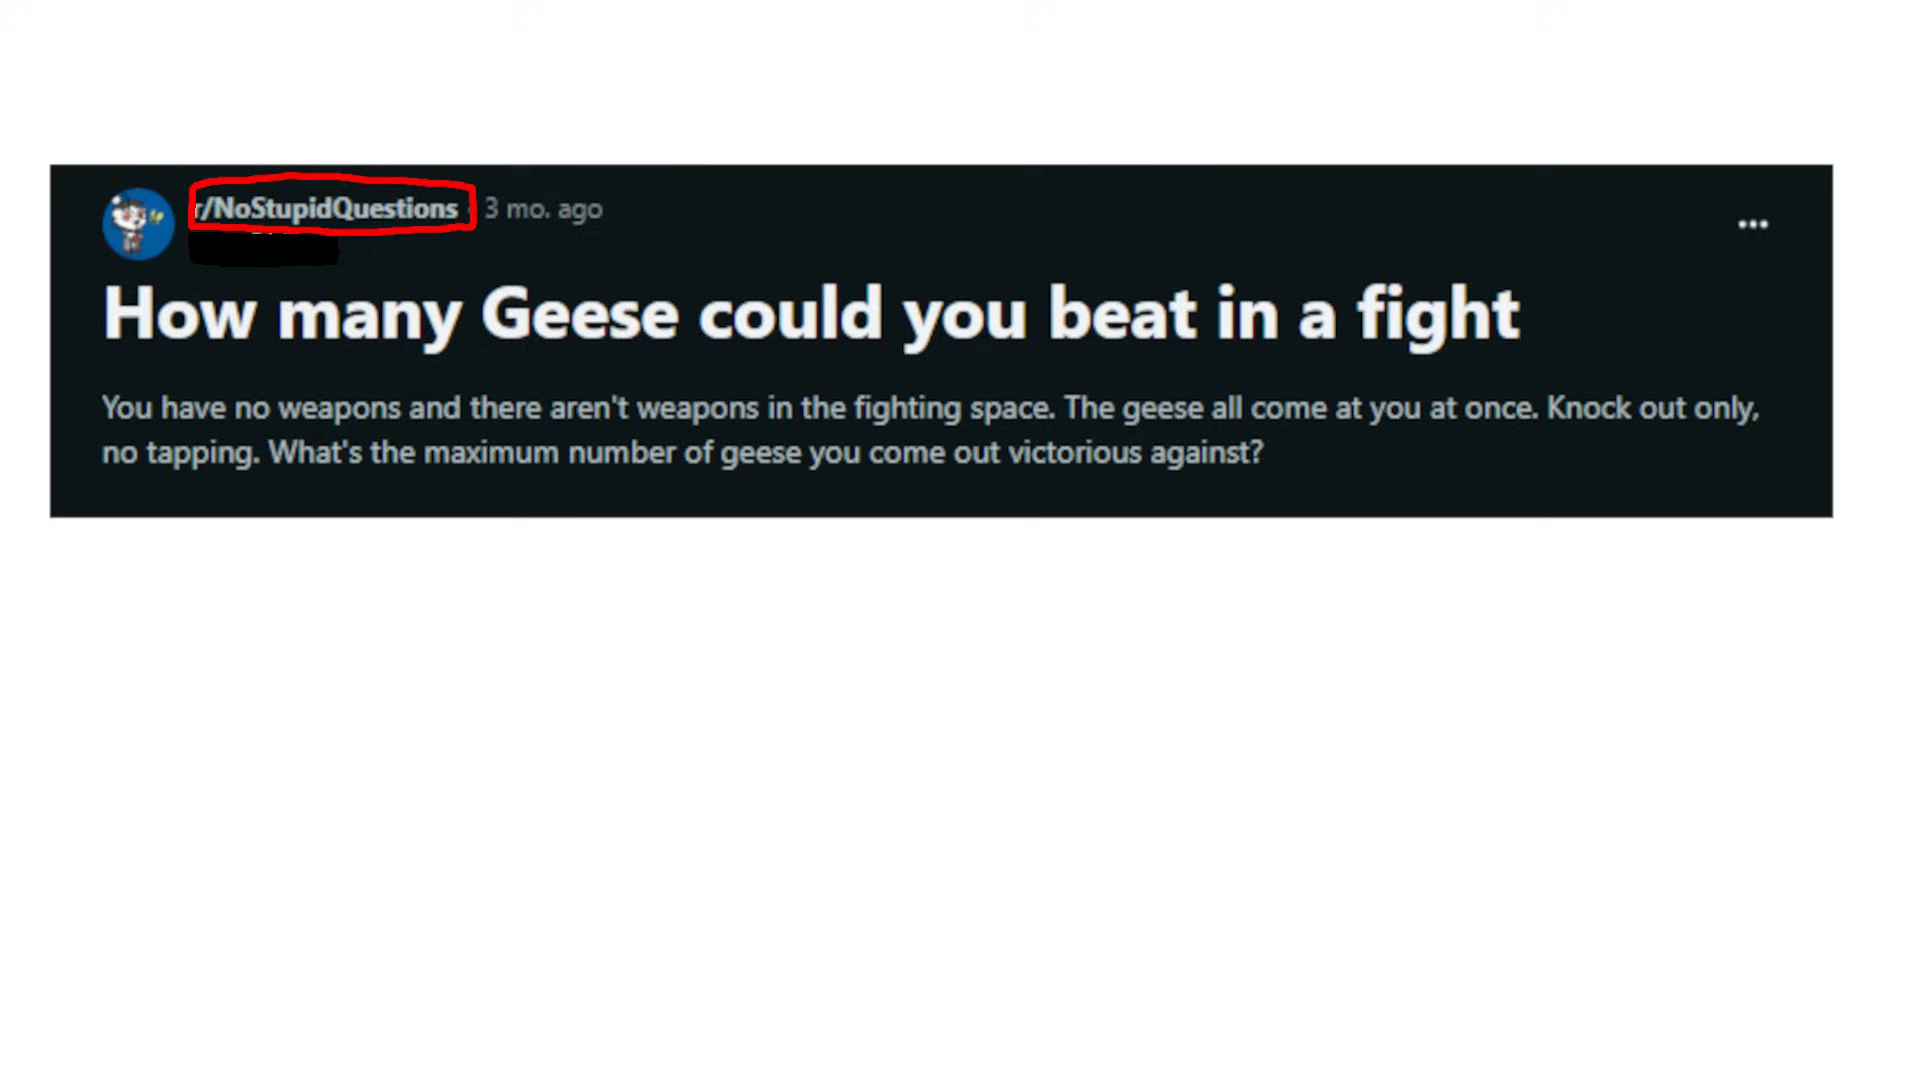 r/NoStupidQuestions • 3 mo. ago
How many Geese could you beat in a fight
You have no weapons and there aren't weapons in the fighting space. The geese all come at you at once. Knock out only,
no tapping. What's the maximum number of geese you come out victorious against?